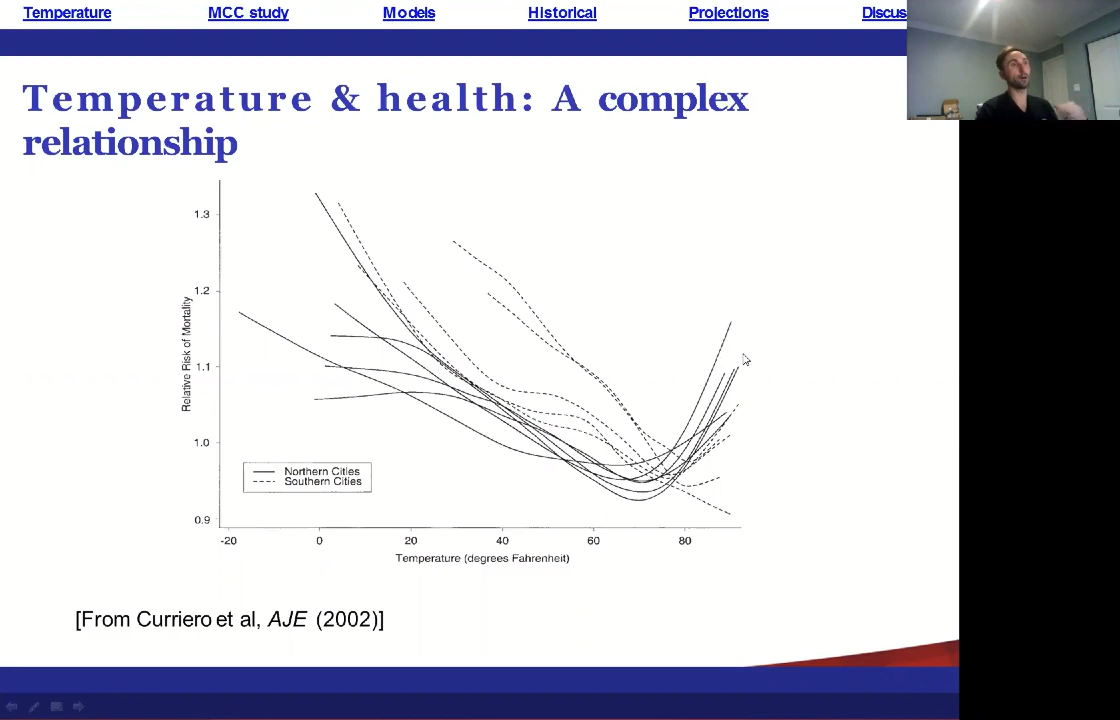 Temperature MCC study Models Historical Projections Discus
Temperature & health: A complex
relationship
1.3
1.2
1.1
1.0
0.9
Relative Risk of Mortality
Northern Cities
Southern Cities
-20 0 20 40 60 80
Temperature (degrees Fahrenheit)
[From Curriero et al, AJE (2002)]